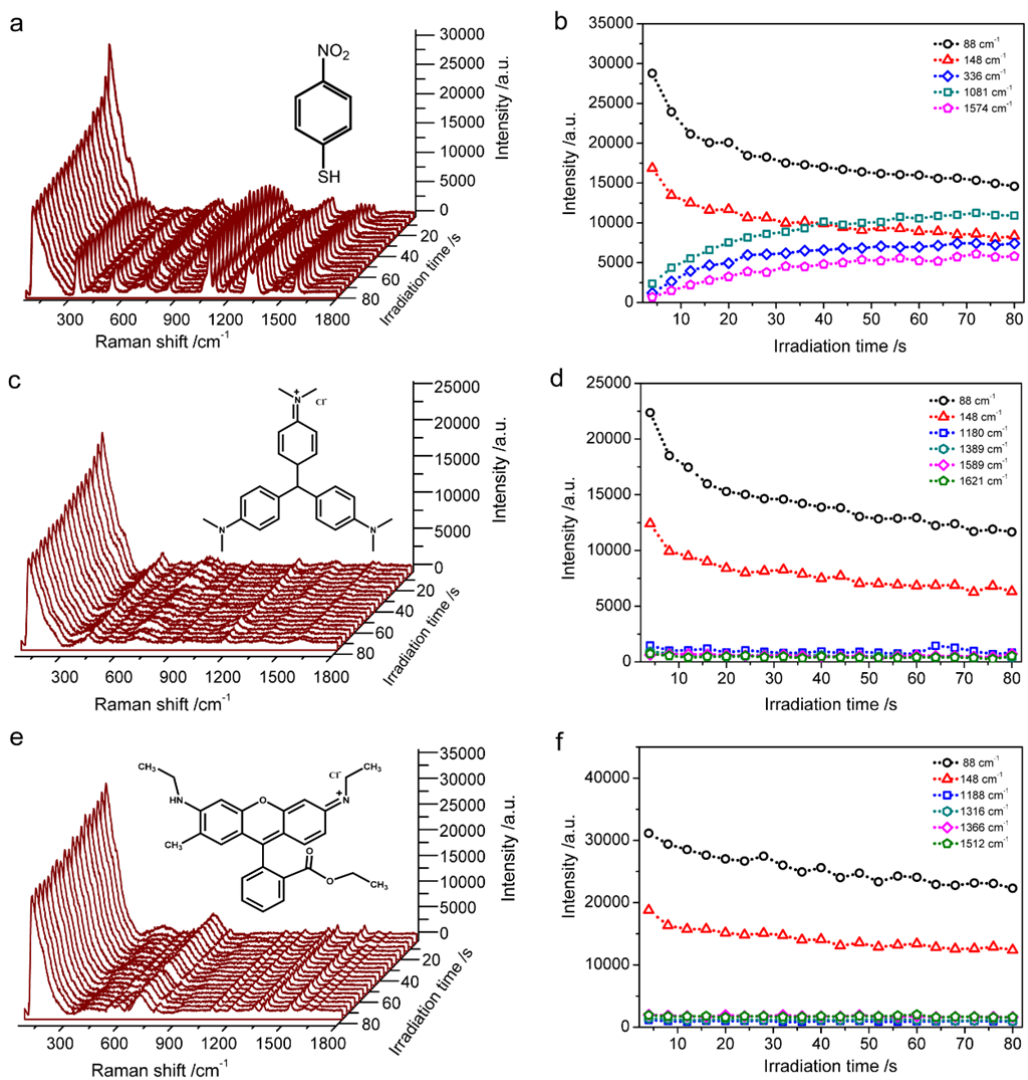 a
NO₂
SH
30000
25000
20000
15000
10000
5000
0
Intensity /a.u.
20
40
60
80
Irradiation time /s
300 600 900 1200 1500 1800
Raman shift /cm⁻¹
b
35000
30000
25000
20000
15000
10000
5000
0
Intensity /a.u.
88 cm⁻¹
148 cm⁻¹
336 cm⁻¹
1081 cm⁻¹
1574 cm⁻¹
10 20 30 40 50 60 70 80
Irradiation time /s
c
N
+
Cl⁻
N
N
25000
20000
15000
10000
5000
0
Intensity /a.u.
20
40
60
80
Irradiation time /s
300 600 900 1200 1500 1800
Raman shift /cm⁻¹
d
25000
20000
15000
10000
5000
0
Intensity /a.u.
88 cm⁻¹
148 cm⁻¹
1180 cm⁻¹
1389 cm⁻¹
1589 cm⁻¹
1621 cm⁻¹
10 20 30 40 50 60 70 80
Irradiation time /s
e
CH₃
CH₃
Cl⁻
HN
O
N
+
CH₃
O
O
CH₃
35000
30000
25000
20000
15000
10000
5000
0
Intensity /a.u.
20
40
60
80
Irradiation time /s
300 600 900 1200 1500 1800
Raman shift /cm⁻¹
f
40000
30000
20000
10000
0
Intensity /a.u.
88 cm⁻¹
148 cm⁻¹
1188 cm⁻¹
1316 cm⁻¹
1366 cm⁻¹
1512 cm⁻¹
10 20 30 40 50 60 70 80
Irradiation time /s